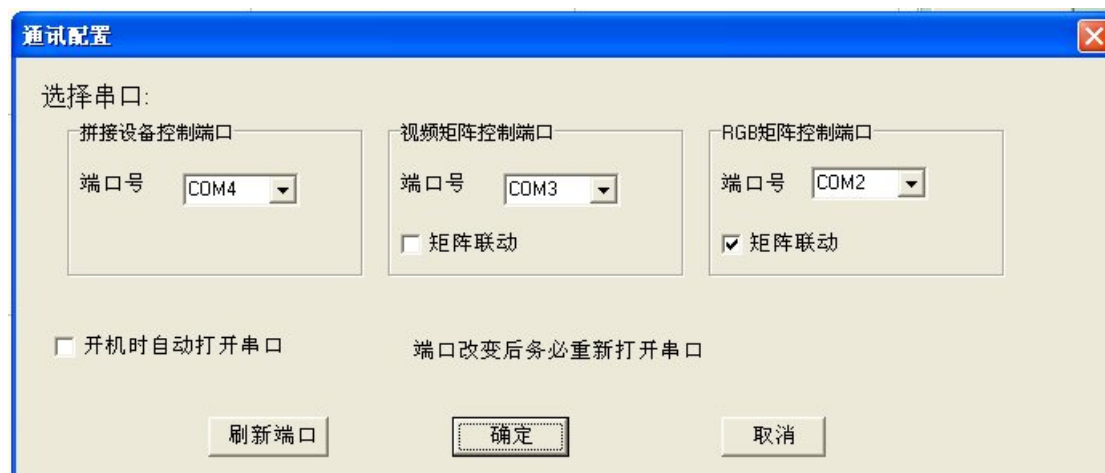 通讯配置
选择串口:
拼接设备控制端口
端口号 COM4
视频矩阵控制端口
端口号 COM3
矩阵联动
RGB矩阵控制端口
端口号 COM2
矩阵联动
开机时自动打开串口
端口改变后务必重新打开串口
刷新端口 确定 取消